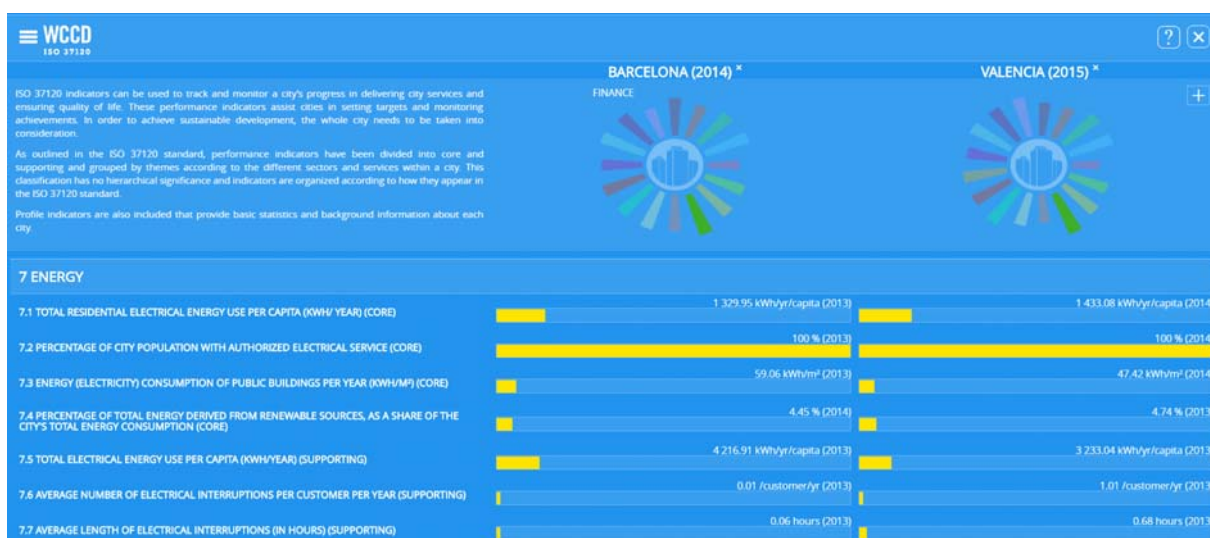 WCCD
ISO 37120
?
×
BARCELONA (2014) ×
VALENCIA (2015) ×
ISO 37120 indicators can be used to track and monitor a city's progress in delivering city services and
ensuring quality of life. These performance indicators assist cities in setting targets and monitoring
achievements. In order to achieve sustainable development, the whole city needs to be taken into
consideration.
As outlined in the ISO 37120 standard, performance indicators have been divided into core and
supporting and grouped by themes according to the different sectors and services within a city. This
classification has no hierarchical significance and indicators are organized according to how they appear in
the ISO 37120 standard.
Profile indicators are also included that provide basic statistics and background information about each
city.
FINANCE
+
7 ENERGY
7.1 TOTAL RESIDENTIAL ELECTRICAL ENERGY USE PER CAPITA (KWH/ YEAR) (CORE)
1 329.95 kWh/yr/capita (2013)
1 433.08 kWh/yr/capita (2014
7.2 PERCENTAGE OF CITY POPULATION WITH AUTHORIZED ELECTRICAL SERVICE (CORE)
100 % (2013)
100 % (2014
7.3 ENERGY (ELECTRICITY) CONSUMPTION OF PUBLIC BUILDINGS PER YEAR (KWH/M²) (CORE)
59.06 kWh/m² (2013)
47.42 kWh/m² (2014
7.4 PERCENTAGE OF TOTAL ENERGY DERIVED FROM RENEWABLE SOURCES, AS A SHARE OF THE
CITY'S TOTAL ENERGY CONSUMPTION (CORE)
4.45 % (2014)
4.74 % (2013
7.5 TOTAL ELECTRICAL ENERGY USE PER CAPITA (KWH/YEAR) (SUPPORTING)
4 216.91 kWh/yr/capita (2013)
3 233.04 kWh/yr/capita (2013
7.6 AVERAGE NUMBER OF ELECTRICAL INTERRUPTIONS PER CUSTOMER PER YEAR (SUPPORTING)
0.01 /customer/yr (2013)
1.01 /customer/yr (2013
7.7 AVERAGE LENGTH OF ELECTRICAL INTERRUPTIONS (IN HOURS) (SUPPORTING)
0.06 hours (2013)
0.68 hours (2013